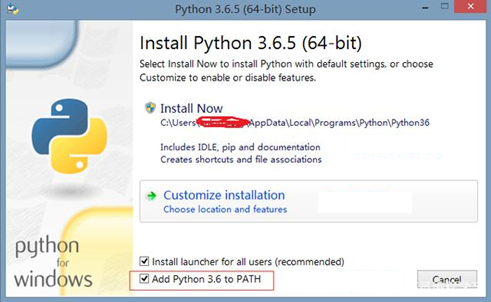 Python 3.6.5 (64-bit) Setup
Install Python 3.6.5 (64-bit)
Select Install Now to install Python with default settings, or choose
Customize to enable or disable features.
Install Now
C:\Users\AppData\Local\Programs\Python\Python36
Includes IDLE, pip and documentation
Creates shortcuts and file associations
Customize installation
Choose location and features
python
for
windows
Install launcher for all users (recommended)
Add Python 3.6 to PATH
Cancel